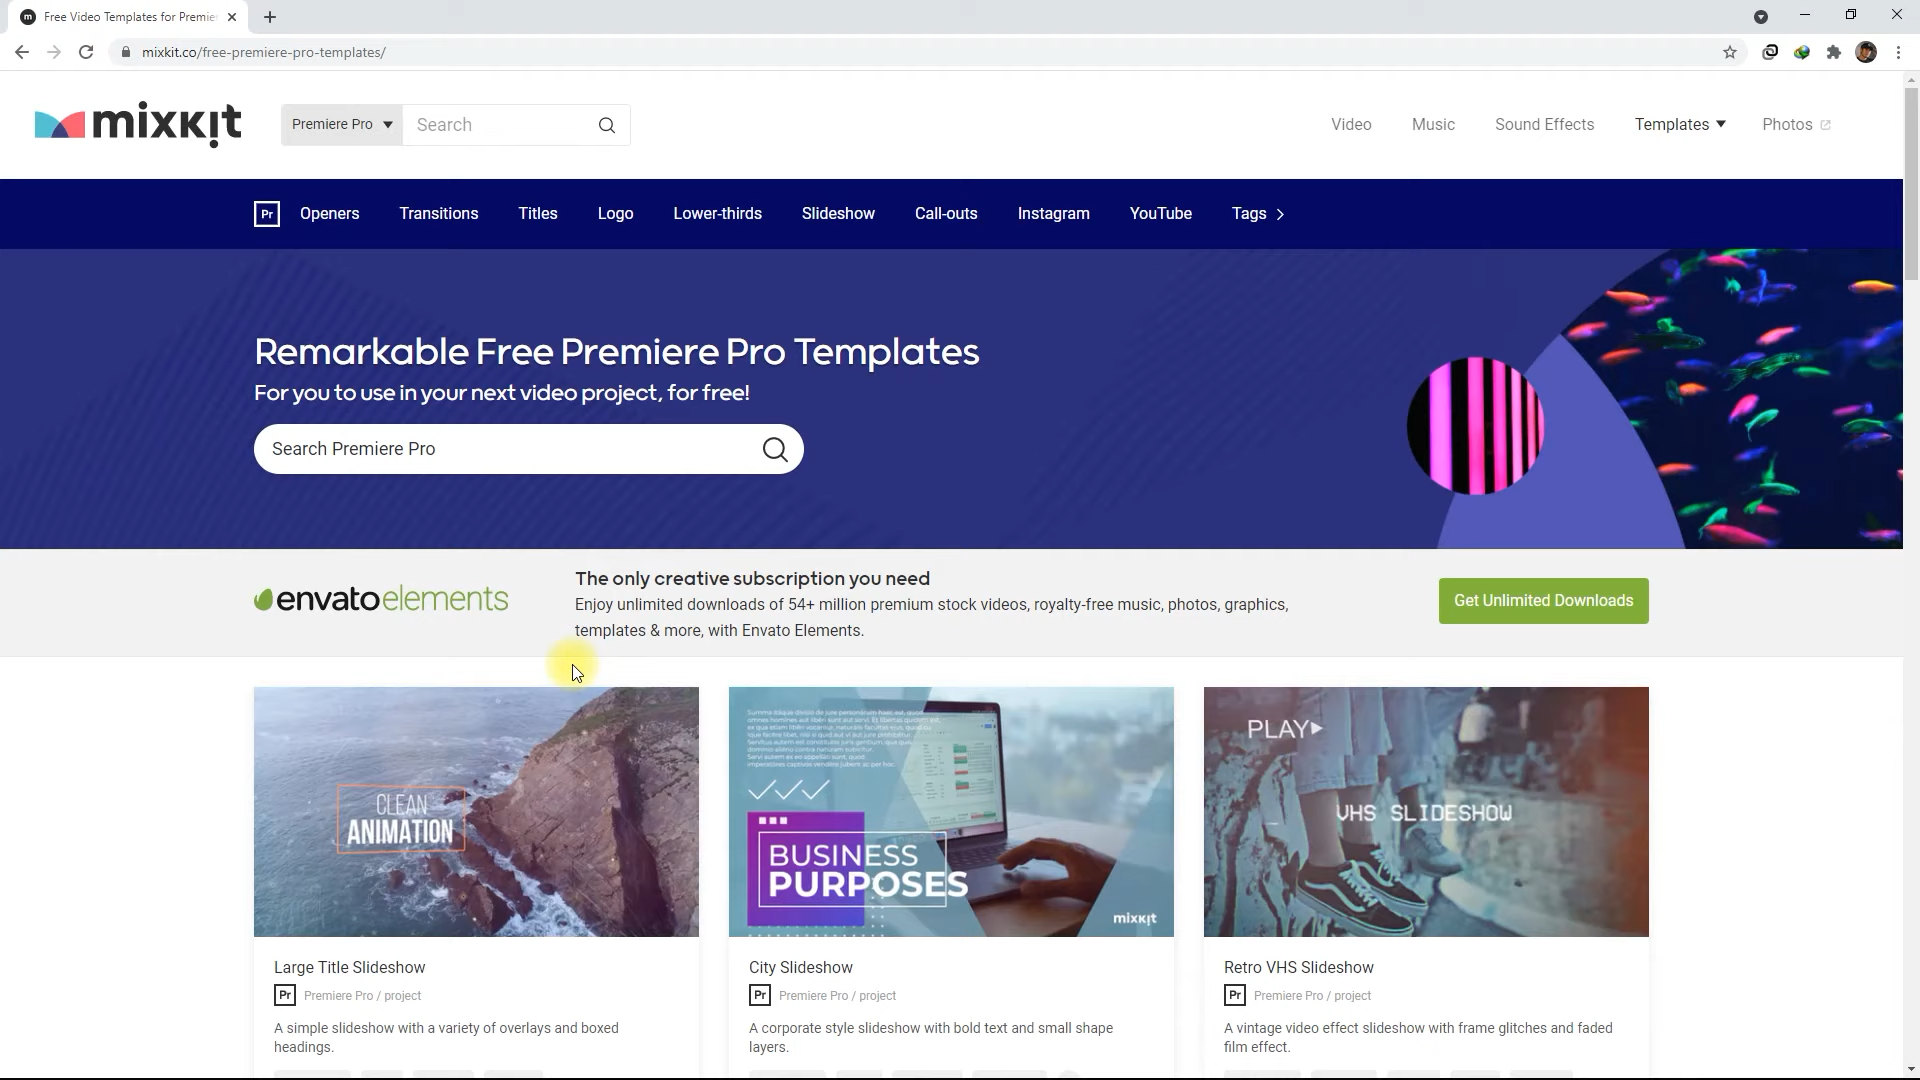 Free Video Templates for Premie
mixkit.co/free-premiere-pro-templates/
mixkit
Premiere Pro
Search
Video
Music
Sound Effects
Templates
Photos
Pr
Openers
Transitions
Titles
Logo
Lower-thirds
Slideshow
Call-outs
Instagram
YouTube
Tags
Remarkable Free Premiere Pro Templates
For you to use in your next video project, for free!
Search Premiere Pro
envatoelements
The only creative subscription you need
Enjoy unlimited downloads of 54+ million premium stock videos, royalty-free music, photos, graphics,
templates & more, with Envato Elements.
Get Unlimited Downloads
CLEAN
ANIMATION
BUSINESS
PURPOSES
mixkit
PLAY
VHS SLIDESHOW
Large Title Slideshow
Pr Premiere Pro / project
A simple slideshow with a variety of overlays and boxed
headings.
City Slideshow
Pr Premiere Pro / project
A corporate style slideshow with bold text and small shape
layers.
Retro VHS Slideshow
Pr Premiere Pro / project
A vintage video effect slideshow with frame glitches and faded
film effect.